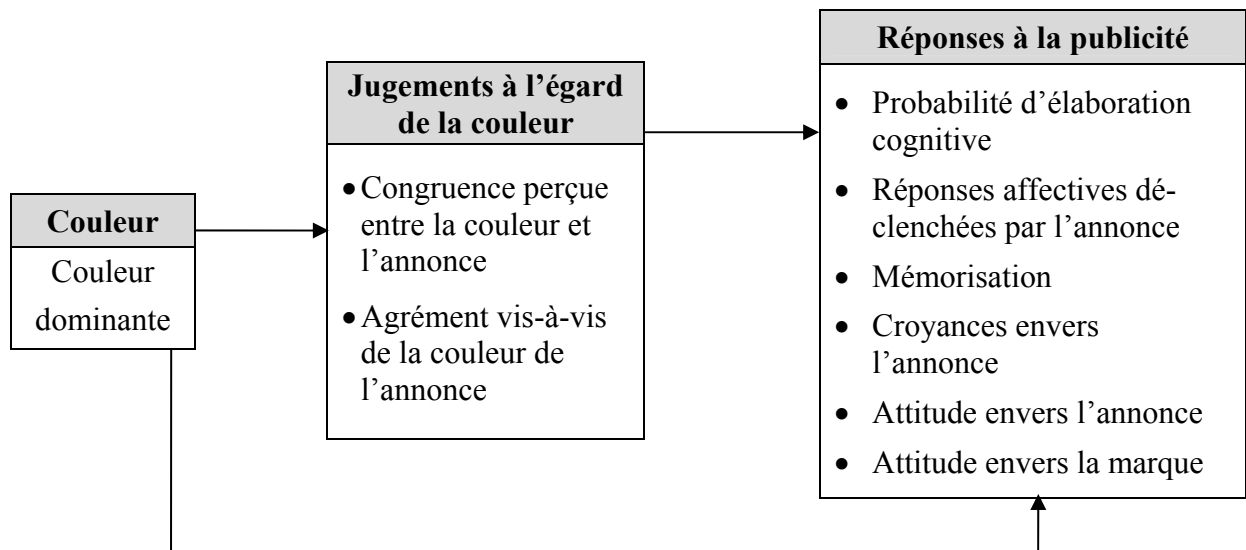 Couleur
Couleur
dominante
Jugements à l’égard
de la couleur
• Congruence perçue
entre la couleur et
l’annonce
• Agrément vis-à-vis
de la couleur de
l’annonce
Réponses à la publicité
• Probabilité d’élaboration
cognitive
• Réponses affectives dé-
clenchées par l’annonce
• Mémorisation
• Croyances envers
l’annonce
• Attitude envers l’annonce
• Attitude envers la marque